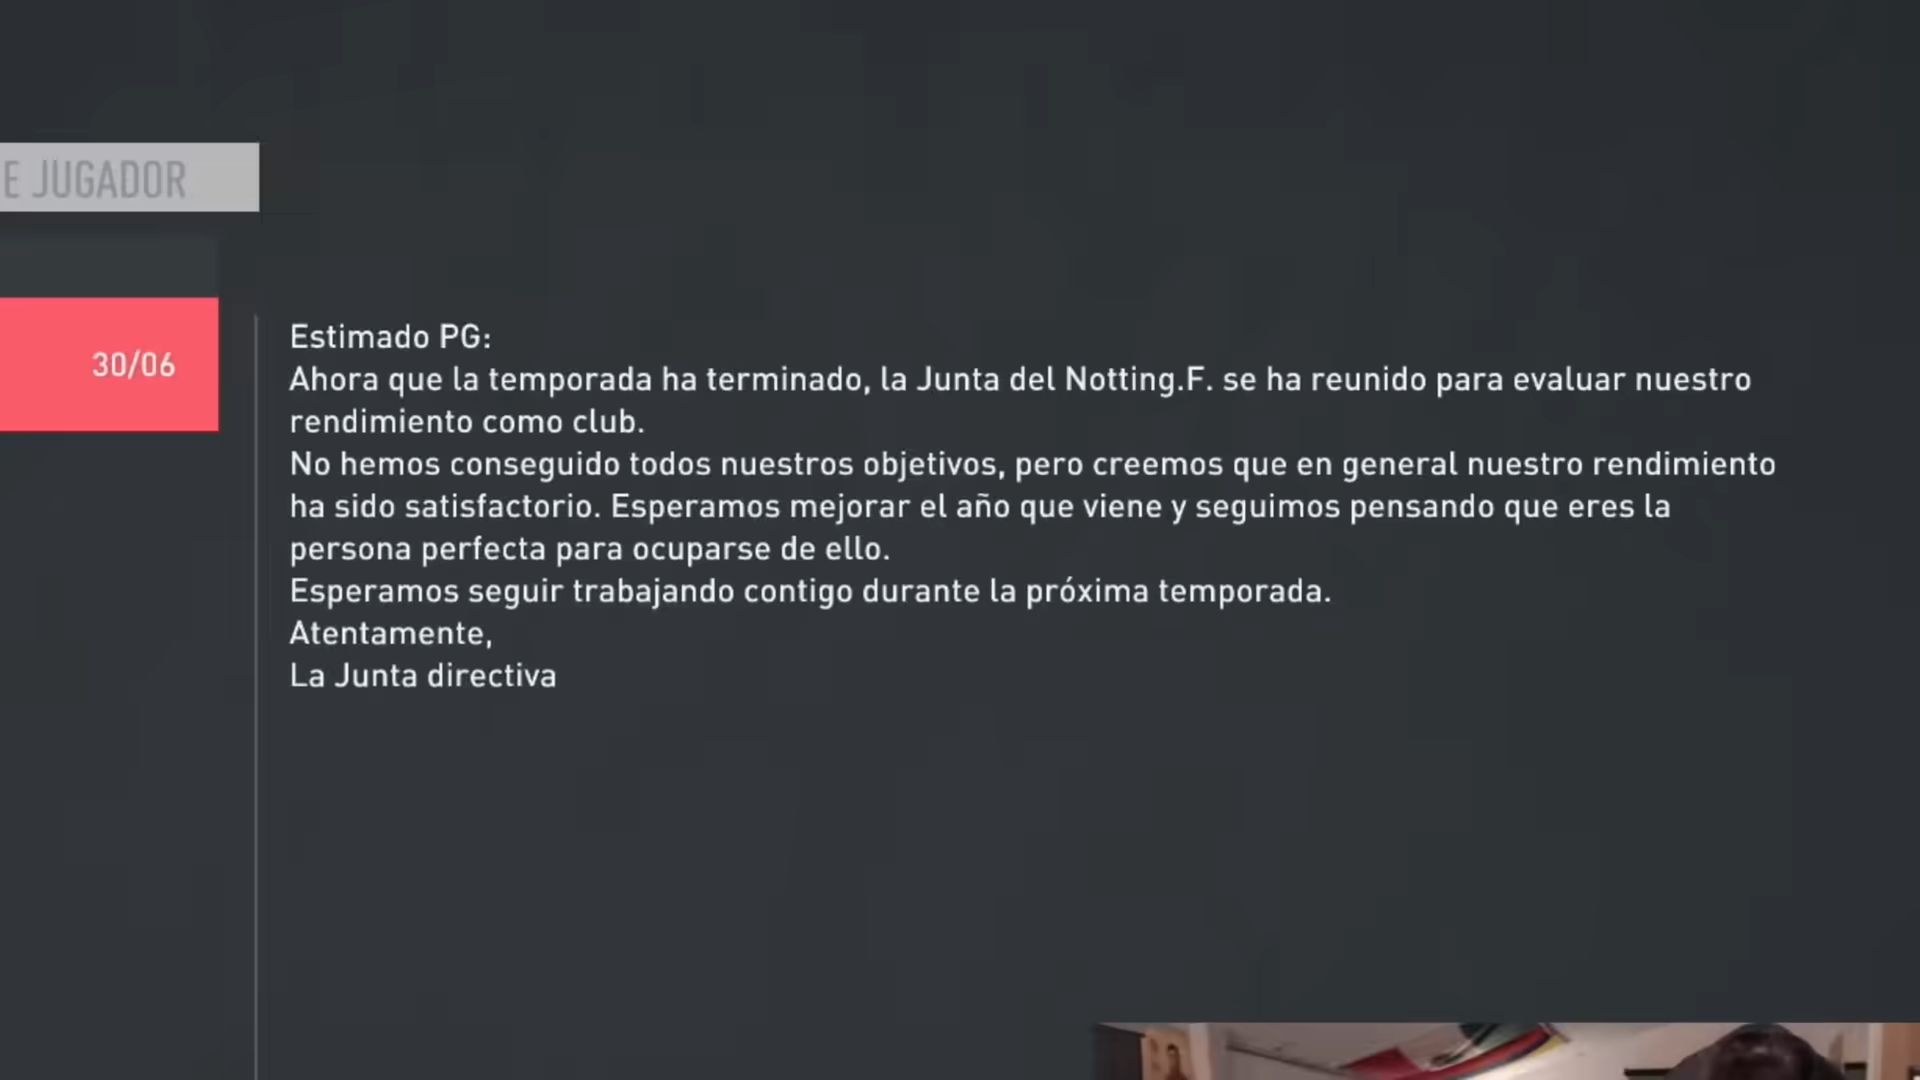 E JUGADOR
30/06
Estimado PG:
Ahora que la temporada ha terminado, la Junta del Notting.F. se ha reunido para evaluar nuestro
rendimiento como club.
No hemos conseguido todos nuestros objetivos, pero creemos que en general nuestro rendimiento
ha sido satisfactorio. Esperamos mejorar el año que viene y seguimos pensando que eres la
persona perfecta para ocuparse de ello.
Esperamos seguir trabajando contigo durante la próxima temporada.
Atentamente,
La Junta directiva